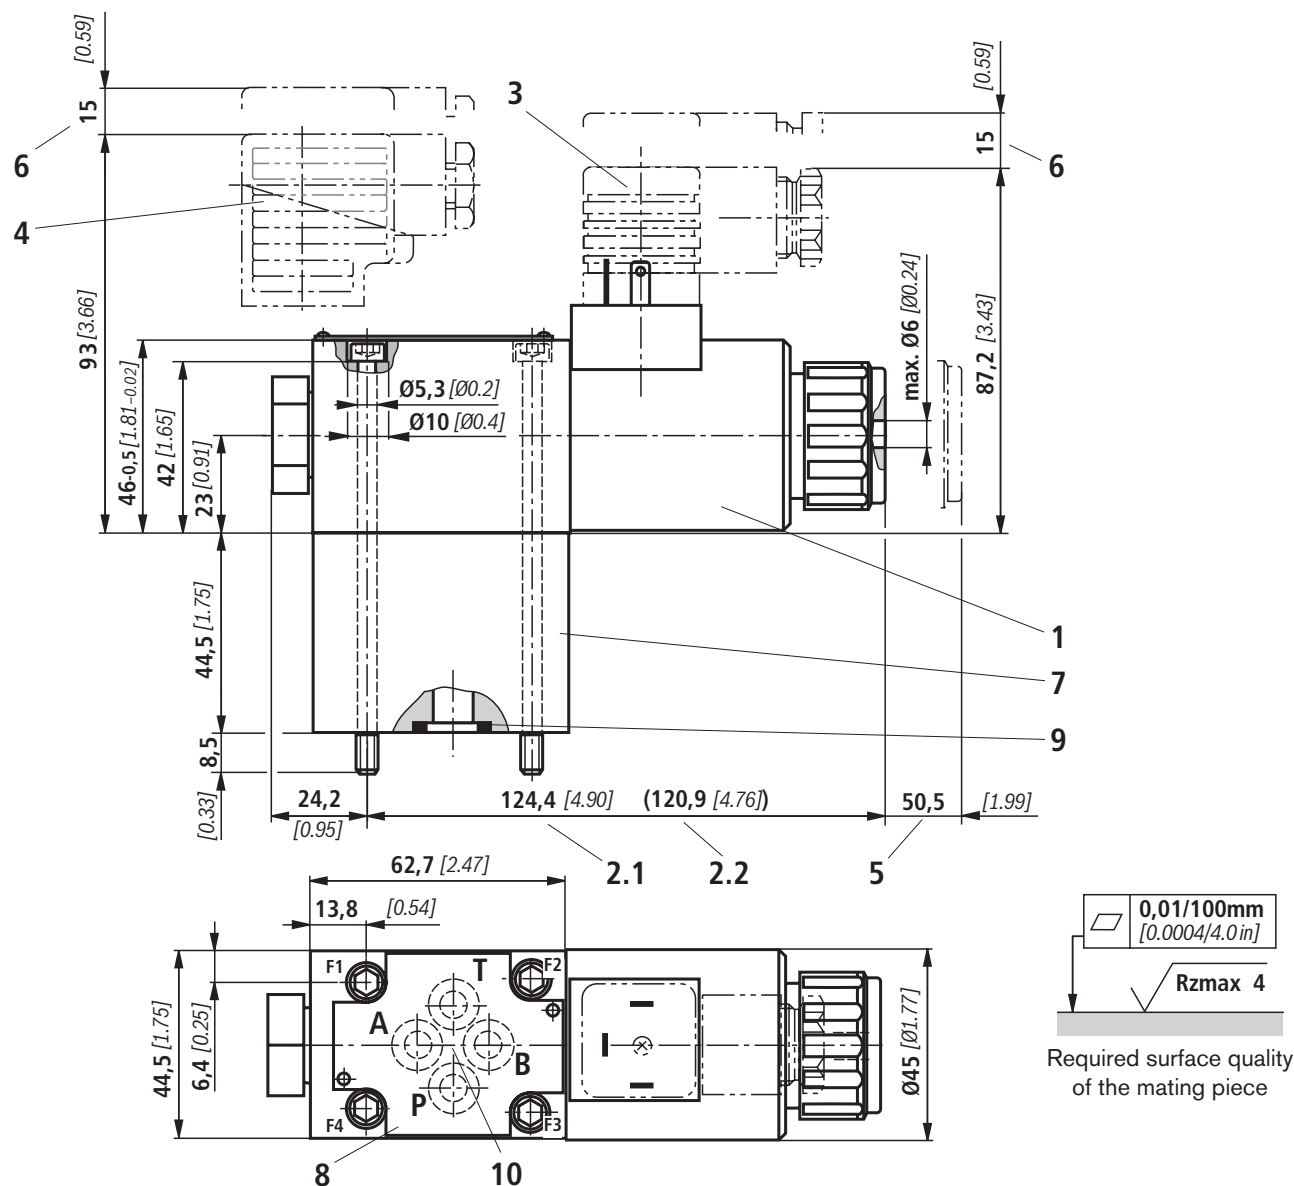 [0.59]
15
6
4
3
[0.59]
15
6
93 [3.66]
46-0,5 [1.81-0.02]
42 [1.65]
23 [0.91]
Ø5,3 [Ø0.2]
Ø10 [Ø0.4]
max. Ø6 [Ø0.24]
87,2 [3.43]
1
7
9
44,5 [1.75]
8,5
[0.33]
24,2
[0.95]
124,4 [4.90]
(120,9 [4.76])
50,5
[1.99]
2.1
2.2
5
62,7 [2.47]
13,8
[0.54]
44,5 [1.75]
6,4 [0.25]
F1
T
F2
A
B
P
F4
F3
8
10
Ø45 [Ø1.77]
0,01/100mm
[0.0004/4.0 in]
Rzmax 4
Required surface quality
of the mating piece